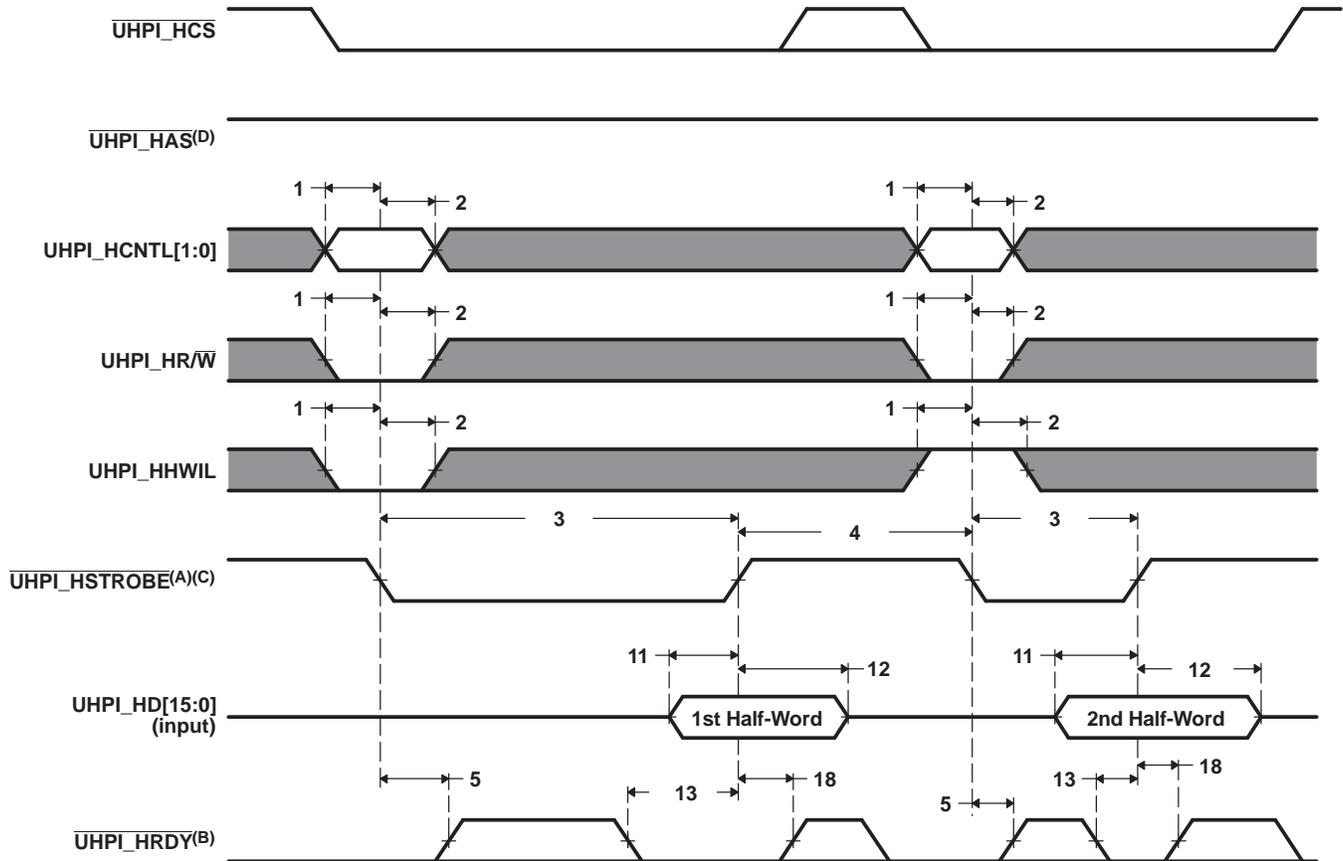 UHPI_HCS
UHPI_HAS(D)
1
2
1
2
UHPI_HCNTL[1:0]
1
2
1
2
UHPI_HR/W
1
2
1
2
UHPI_HHWIL
3
4
3
UHPI_HSTROBE(A)(C)
11
12
11
12
UHPI_HD[15:0]
(input)
1st Half-Word
2nd Half-Word
5
13
18
5
13
18
UHPI_HRDY(B)